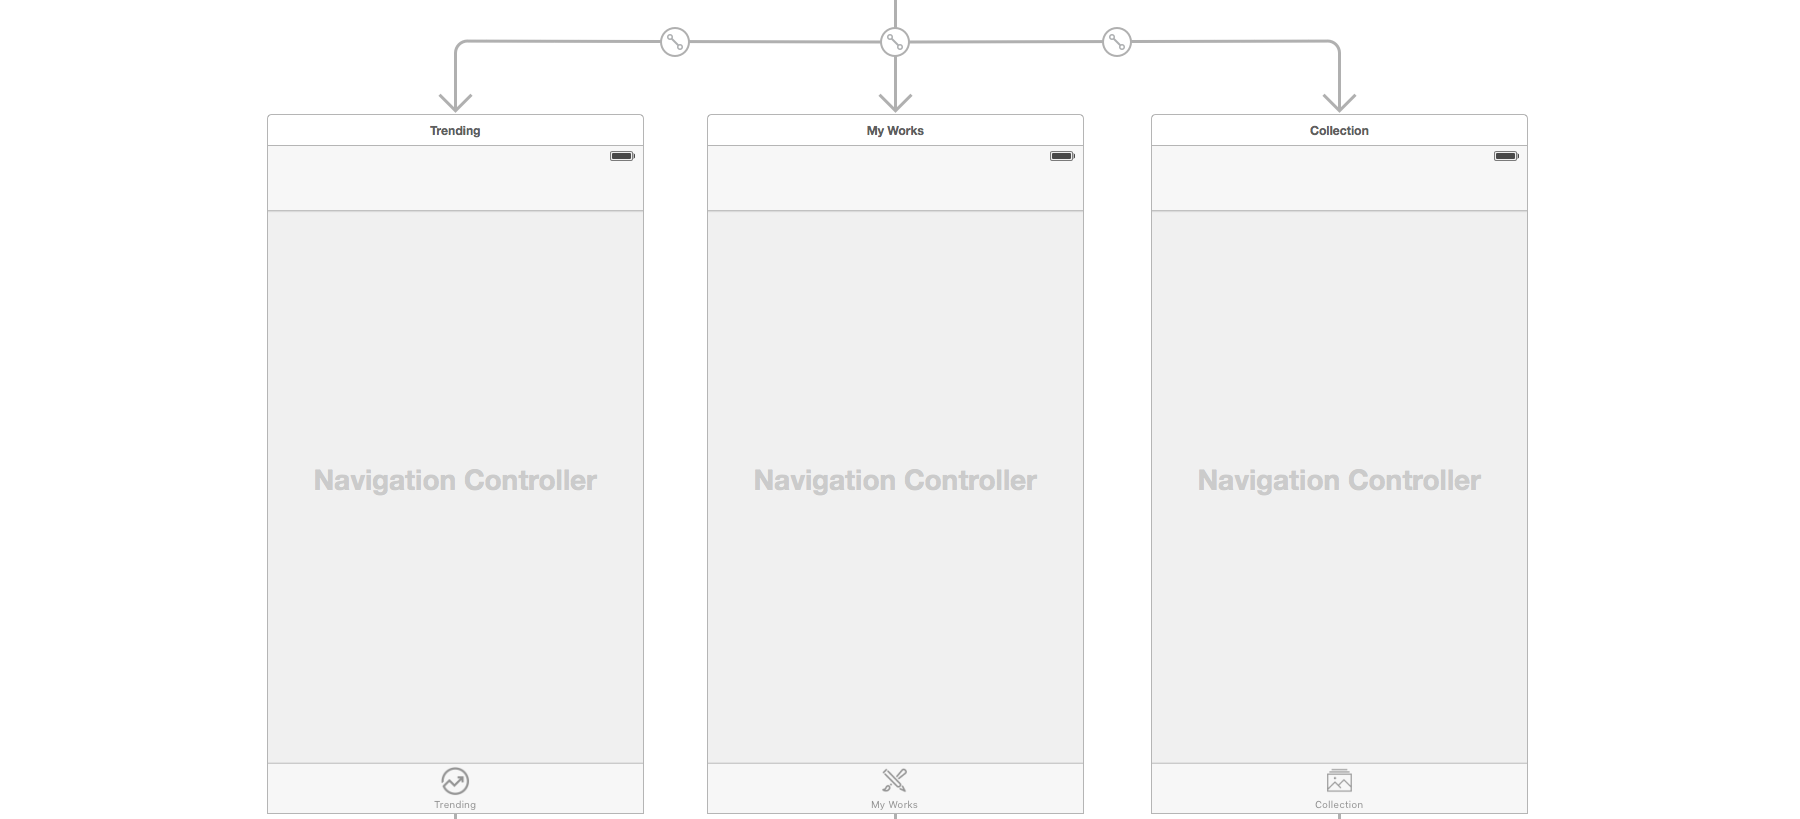 Trending
My Works
Collection
Navigation Controller
Navigation Controller
Navigation Controller
Trending
My Works
Collection